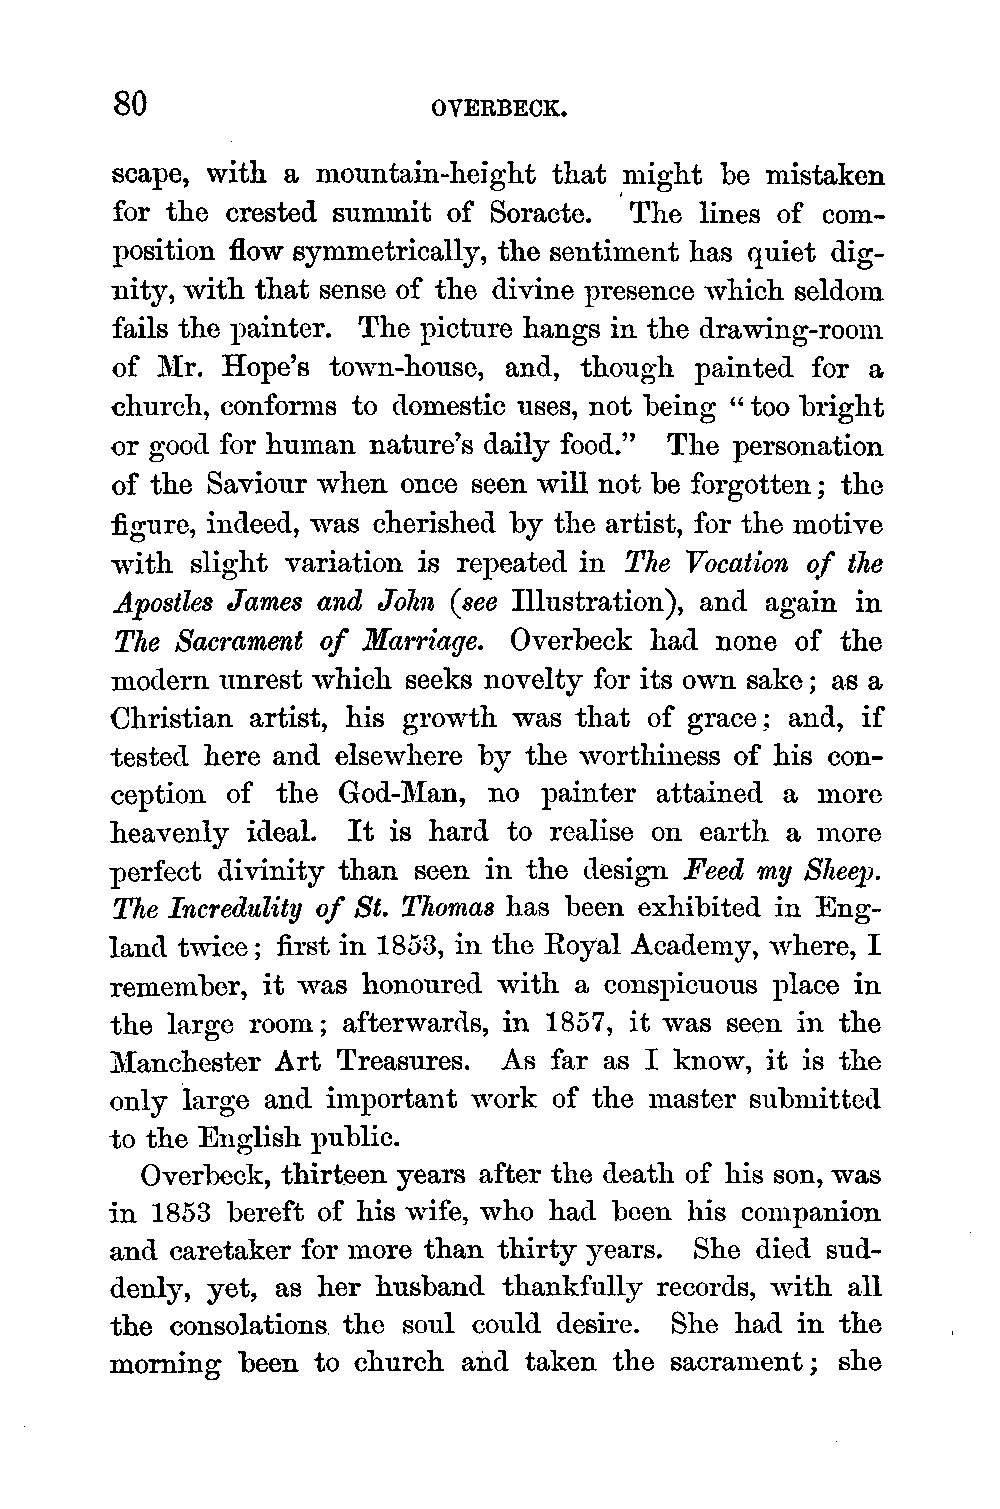 80 OVERBECK.
scape, with a mountain-height that might be mistaken
for the crested summit of Soracte. The lines of com-
position flow symmetrically, the sentiment has quiet dig-
nity, with that sense of the divine presence which seldom
fails the painter. The picture hangs in the drawing-room
of Mr. Hope's town-house, and, though painted for a
church, conforms to domestic uses, not being “too bright
or good for human nature's daily food.” The personation
of the Saviour when once seen will not be forgotten; the
figure, indeed, was cherished by the artist, for the motive
with slight variation is repeated in The Vocation of the
Apostles James and John (see Illustration), and again in
The Sacrament of Marriage. Overbeck had none of the
modern unrest which seeks novelty for its own sake; as a
Christian artist, his growth was that of grace; and, if
tested here and elsewhere by the worthiness of his con-
ception of the God-Man, no painter attained a more
heavenly ideal. It is hard to realise on earth a more
perfect divinity than seen in the design Feed my Sheep.
The Incredulity of St. Thomas has been exhibited in Eng-
land twice; first in 1853, in the Royal Academy, where, I
remember, it was honoured with a conspicuous place in
the large room; afterwards, in 1857, it was seen in the
Manchester Art Treasures. As far as I know, it is the
only large and important work of the master submitted
to the English public.
Overbeck, thirteen years after the death of his son, was
in 1853 bereft of his wife, who had been his companion
and caretaker for more than thirty years. She died sud-
denly, yet, as her husband thankfully records, with all
the consolations the soul could desire. She had in the
morning been to church and taken the sacrament; she